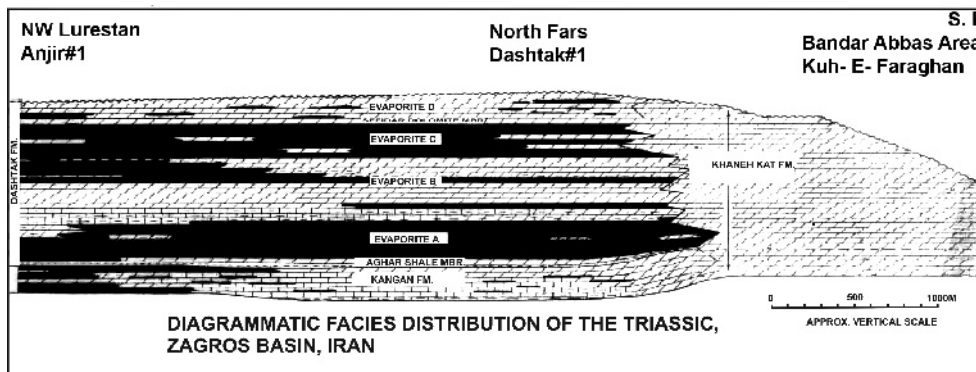 NW Lurestan
Anjir#1
North Fars
Dashtak#1
S.
Bandar Abbas Area
Kuh- E- Faraghan
EVAPORITE D
DOLOMITE MBR.
EVAPORITE C
KHANEH KAT FM.
DASHTAK FM.
EVAPORITE B
EVAPORITE A
AGHAR SHALE MBR.
KANGAN FM.
0 500 1000M
APPROX. VERTICAL SCALE
DIAGRAMMATIC FACIES DISTRIBUTION OF THE TRIASSIC,
ZAGROS BASIN, IRAN